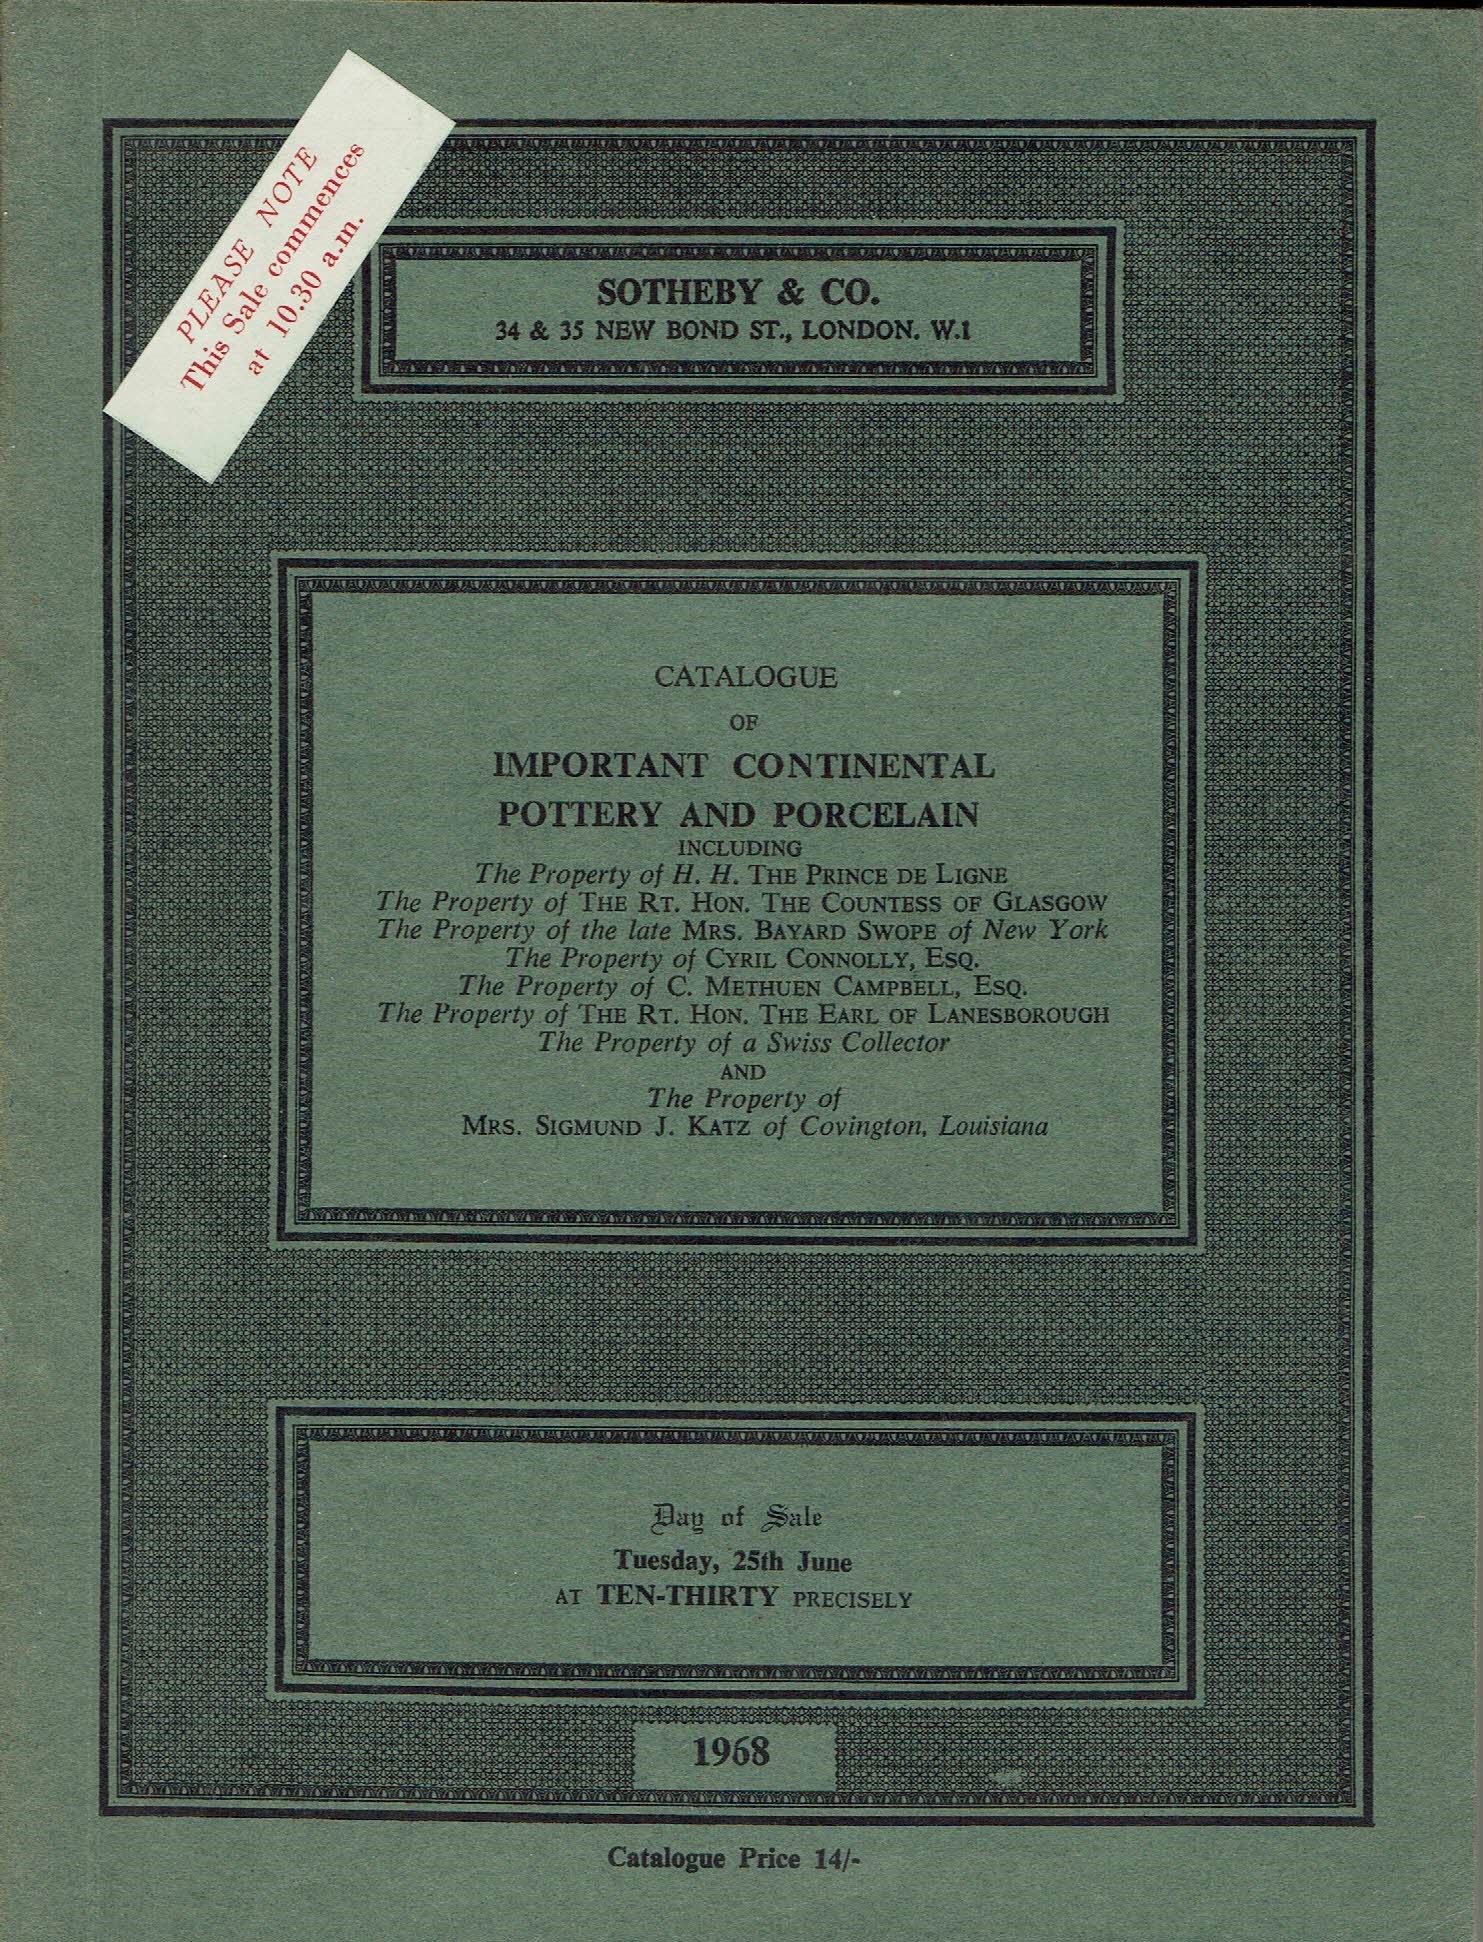 PLEASE NOTE
This Sale commences
at 10.30 a.m.
SOTHEBY & CO.
34 & 35 NEW BOND ST., LONDON. W.1
CATALOGUE
OF
IMPORTANT CONTINENTAL
POTTERY AND PORCELAIN
INCLUDING
The Property of H. H. THE PRINCE DE LIGNE
The Property of THE RT. HON. THE COUNTESS OF GLASGOW
The Property of the late MRS. BAYARD SWOPE of New York
The Property of CYRIL CONNOLLY, ESQ.
The Property of C. METHUEN CAMPBELL, ESQ.
The Property of THE RT. HON. THE EARL OF LANESBOROUGH
The Property of a Swiss Collector
AND
The Property of
MRS. SIGMUND J. KATZ of Covington, Louisiana
Day of Sale
Tuesday, 25th June
AT TEN-THIRTY PRECISELY
1968
Catalogue Price 14/-